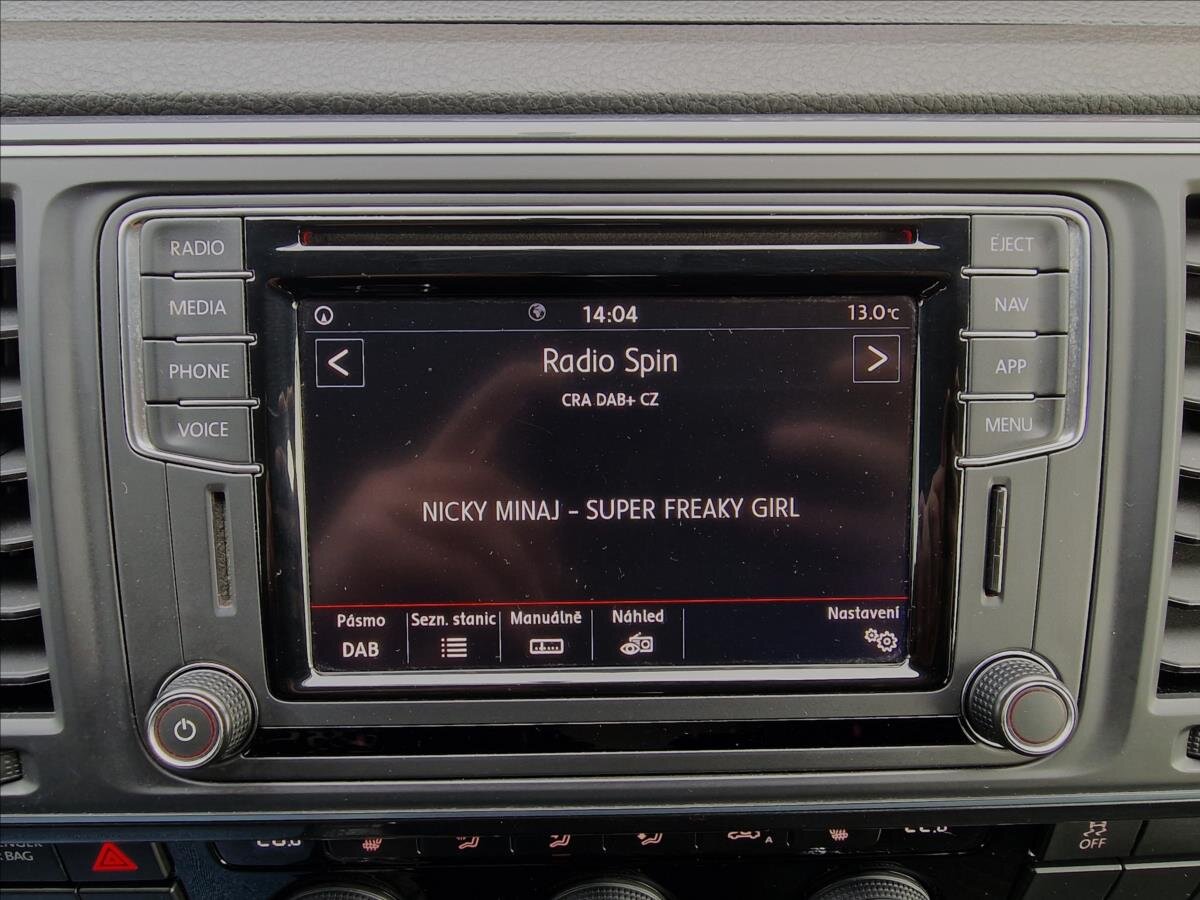 RADIO
MEDIA
PHONE
VOICE
EJECT
NAV
APP
MENU
14:04
13.0°C
<
Radio Spin
>
CRA DAB+ CZ
NICKY MINAJ - SUPER FREAKY GIRL
Pásmo
DAB
Sezn. stanic
Manuálně
Náhled
Nastavení
BAG
A
OFF